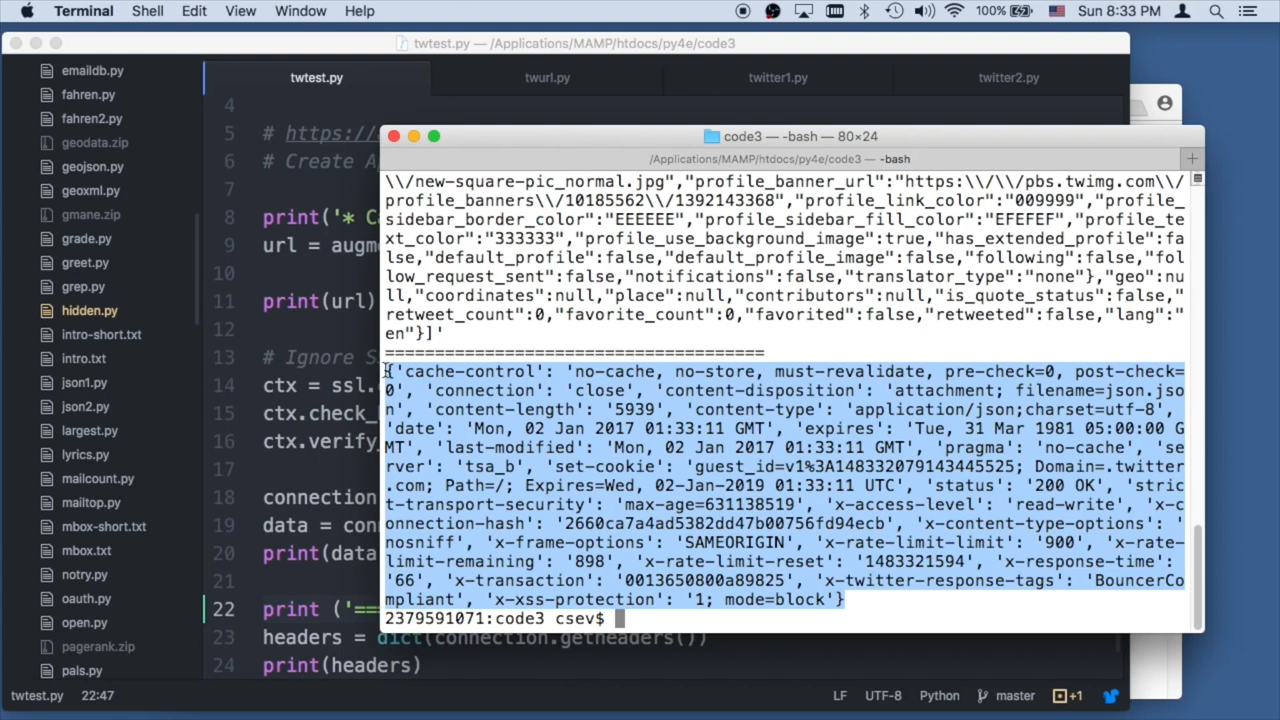 Terminal Shell Edit View Window Help 100% Sun 8:33 PM
twtest.py — /Applications/MAMP/htdocs/py4e/code3
twtest.py twurl.py twitter1.py twitter2.py
emaildb.py
fahren.py
fahren2.py
geodata.zip
geojson.py
geoxml.py
gmane.zip
grade.py
greet.py
grep.py
hidden.py
intro-short.txt
intro.txt
json1.py
json2.py
largest.py
lyrics.py
mailcount.py
mailtop.py
mbox-short.txt
mbox.txt
notry.py
oauth.py
open.py
pagerank.zip
pals.py
4
5 # https://
6 # Create A
7
8 print('* C
9 url = augm
10
11 print(url)
12
13 # Ignore S
14 ctx = ssl.
15 ctx.check_
16 ctx.verify_
17
18 connection
19 data = con
20 print(data
21
22 print ('==
23 headers = dict(connection.getheaders())
24 print(headers)
code3 — -bash — 80×24
/Applications/MAMP/htdocs/py4e/code3 — -bash
\\/new-square-pic_normal.jpg","profile_banner_url":"https:\\/\\/pbs.twimg.com\\/
profile_banners\\/10185562\\/1392143368","profile_link_color":"009999","profile_
sidebar_border_color":"EEEEEE","profile_sidebar_fill_color":"EFEFEF","profile_te
xt_color":"333333","profile_use_background_image":true,"has_extended_profile":fa
lse,"default_profile":false,"default_profile_image":false,"following":false,"fol
low_request_sent":false,"notifications":false,"translator_type":"none"},"geo":nu
ll,"coordinates":null,"place":null,"contributors":null,"is_quote_status":false,"
retweet_count":0,"favorite_count":0,"favorited":false,"retweeted":false,"lang":"
en"}]'
======================================
{'cache-control': 'no-cache, no-store, must-revalidate, pre-check=0, post-check=
0', 'connection': 'close', 'content-disposition': 'attachment; filename=json.jso
n', 'content-length': '5939', 'content-type': 'application/json;charset=utf-8',
'date': 'Mon, 02 Jan 2017 01:33:11 GMT', 'expires': 'Tue, 31 Mar 1981 05:00:00 G
MT', 'last-modified': 'Mon, 02 Jan 2017 01:33:11 GMT', 'pragma': 'no-cache', 'se
rver': 'tsa_b', 'set-cookie': 'guest_id=v1%3A148332079143445525; Domain=.twitter
.com; Path=/; Expires=Wed, 02-Jan-2019 01:33:11 UTC', 'status': '200 OK', 'stric
t-transport-security': 'max-age=631138519', 'x-access-level': 'read-write', 'x-c
onnection-hash': '2660ca7a4ad5382dd47b00756fd94ecb', 'x-content-type-options': '
nosniff', 'x-frame-options': 'SAMEORIGIN', 'x-rate-limit-limit': '900', 'x-rate-
limit-remaining': '898', 'x-rate-limit-reset': '1483321594', 'x-response-time':
'66', 'x-transaction': '0013650800a89825', 'x-twitter-response-tags': 'BouncerCo
mpliant', 'x-xss-protection': '1; mode=block'}
2379591071:code3 csev$
twtest.py 22:47 LF UTF-8 Python master +1